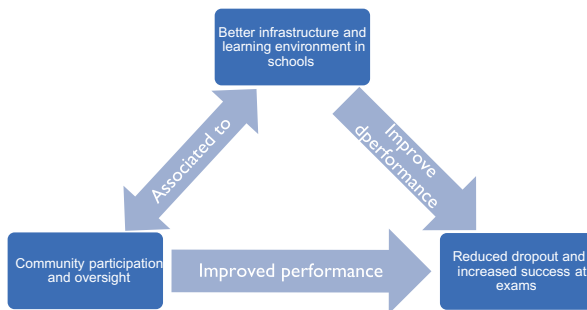 Better infrastructure and
learning environment in
schools
Associated to
Improve
dperformance
Community participation
and oversight
Improved performance
Reduced dropout and
increased success at
exams